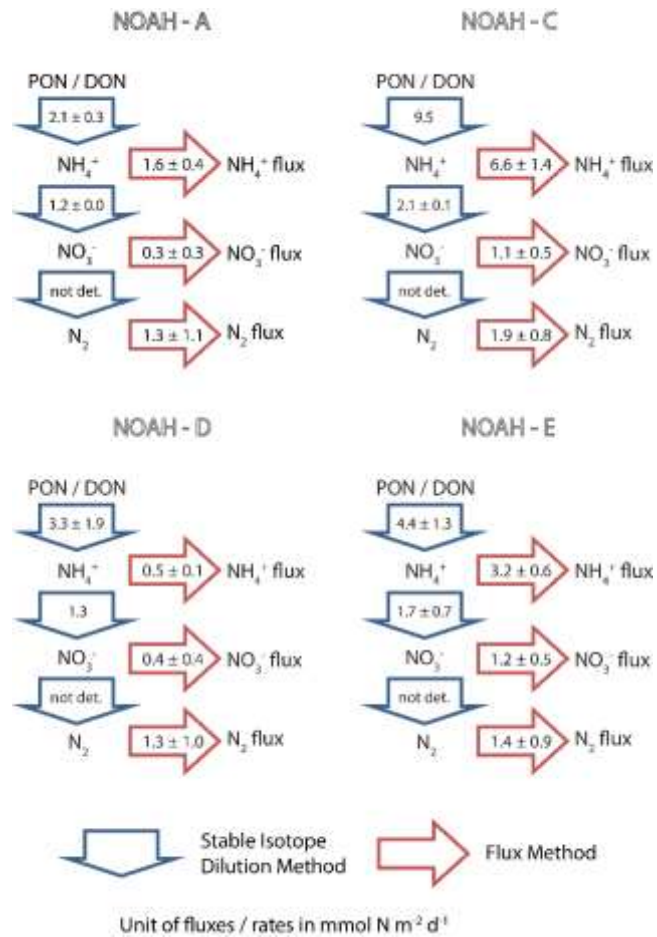 NOAH - A
PON / DON
2.1 ± 0.3
NH₄⁺ 1.6 ± 0.4 NH₄⁺ flux
1.2 ± 0.0
NO₃⁻ 0.3 ± 0.3 NO₃⁻ flux
not det.
N₂ 1.3 ± 1.1 N₂ flux
NOAH - C
PON / DON
9.5
NH₄⁺ 6.6 ± 1.4 NH₄⁺ flux
2.1 ± 0.1
NO₃⁻ 1.1 ± 0.5 NO₃⁻ flux
not det.
N₂ 1.9 ± 0.8 N₂ flux
NOAH - D
PON / DON
3.3 ± 1.9
NH₄⁺ 0.5 ± 0.1 NH₄⁺ flux
1.3
NO₃⁻ 0.4 ± 0.4 NO₃⁻ flux
not det.
N₂ 1.3 ± 1.0 N₂ flux
NOAH - E
PON / DON
4.4 ± 1.3
NH₄⁺ 3.2 ± 0.6 NH₄⁺ flux
1.7 ± 0.7
NO₃⁻ 1.2 ± 0.5 NO₃⁻ flux
not det.
N₂ 1.4 ± 0.9 N₂ flux
Stable Isotope
Dilution Method
Flux Method
Unit of fluxes / rates in mmol N m⁻² d⁻¹